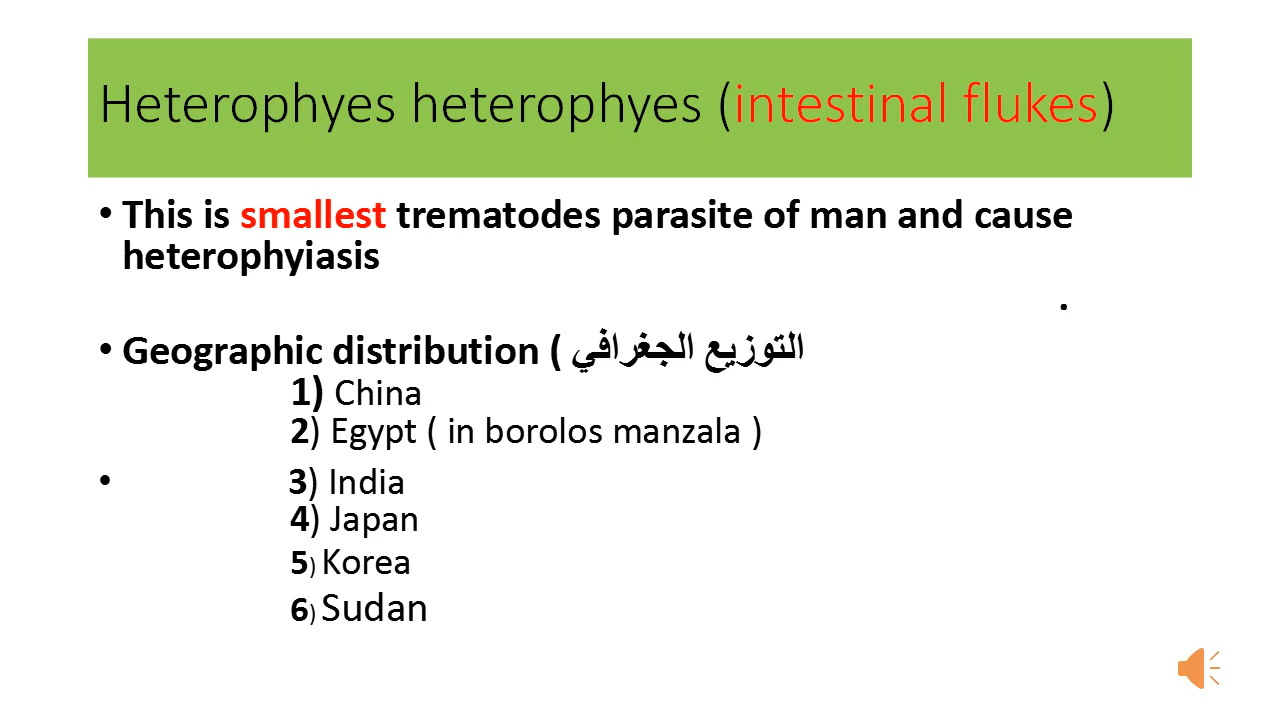 Heterophyes heterophyes (intestinal flukes)
• This is smallest trematodes parasite of man and cause
heterophyiasis
.
• Geographic distribution ( التوزيع الجغرافي
1) China
2) Egypt ( in borolos manzala )
• 3) India
4) Japan
5) Korea
6) Sudan